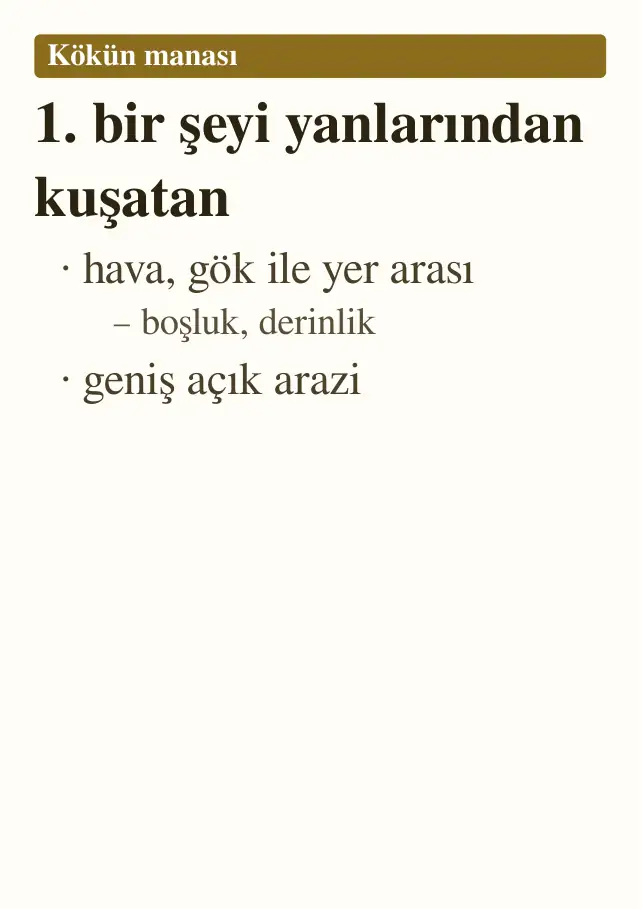 Kökün manası
1. bir şeyi yanlarından
kuşatan
· hava, gök ile yer arası
– boşluk, derinlik
· geniş açık arazi